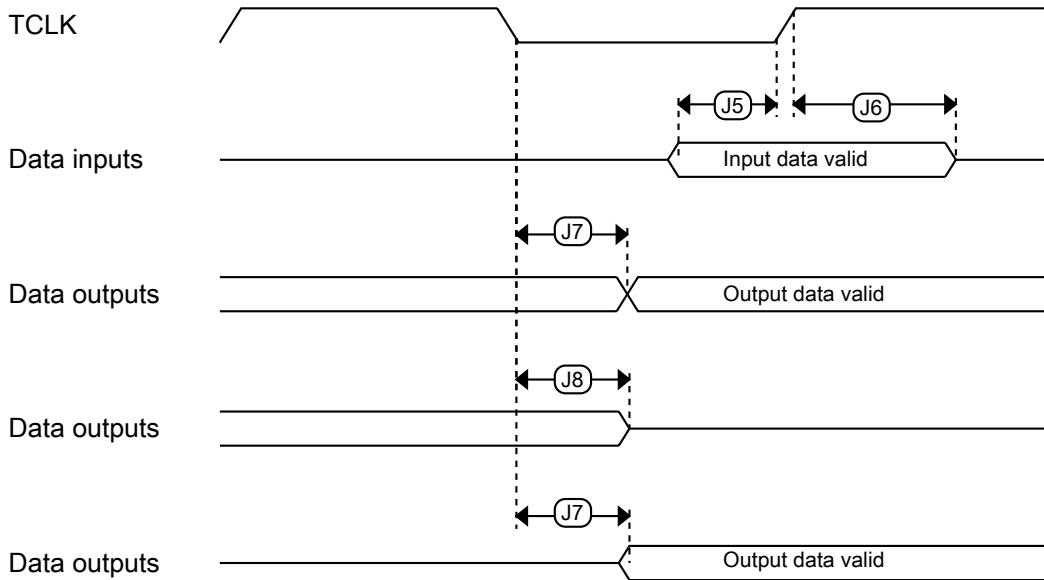 TCLK
J5
J6
Data inputs
Input data valid
J7
Data outputs
Output data valid
J8
Data outputs
J7
Data outputs
Output data valid